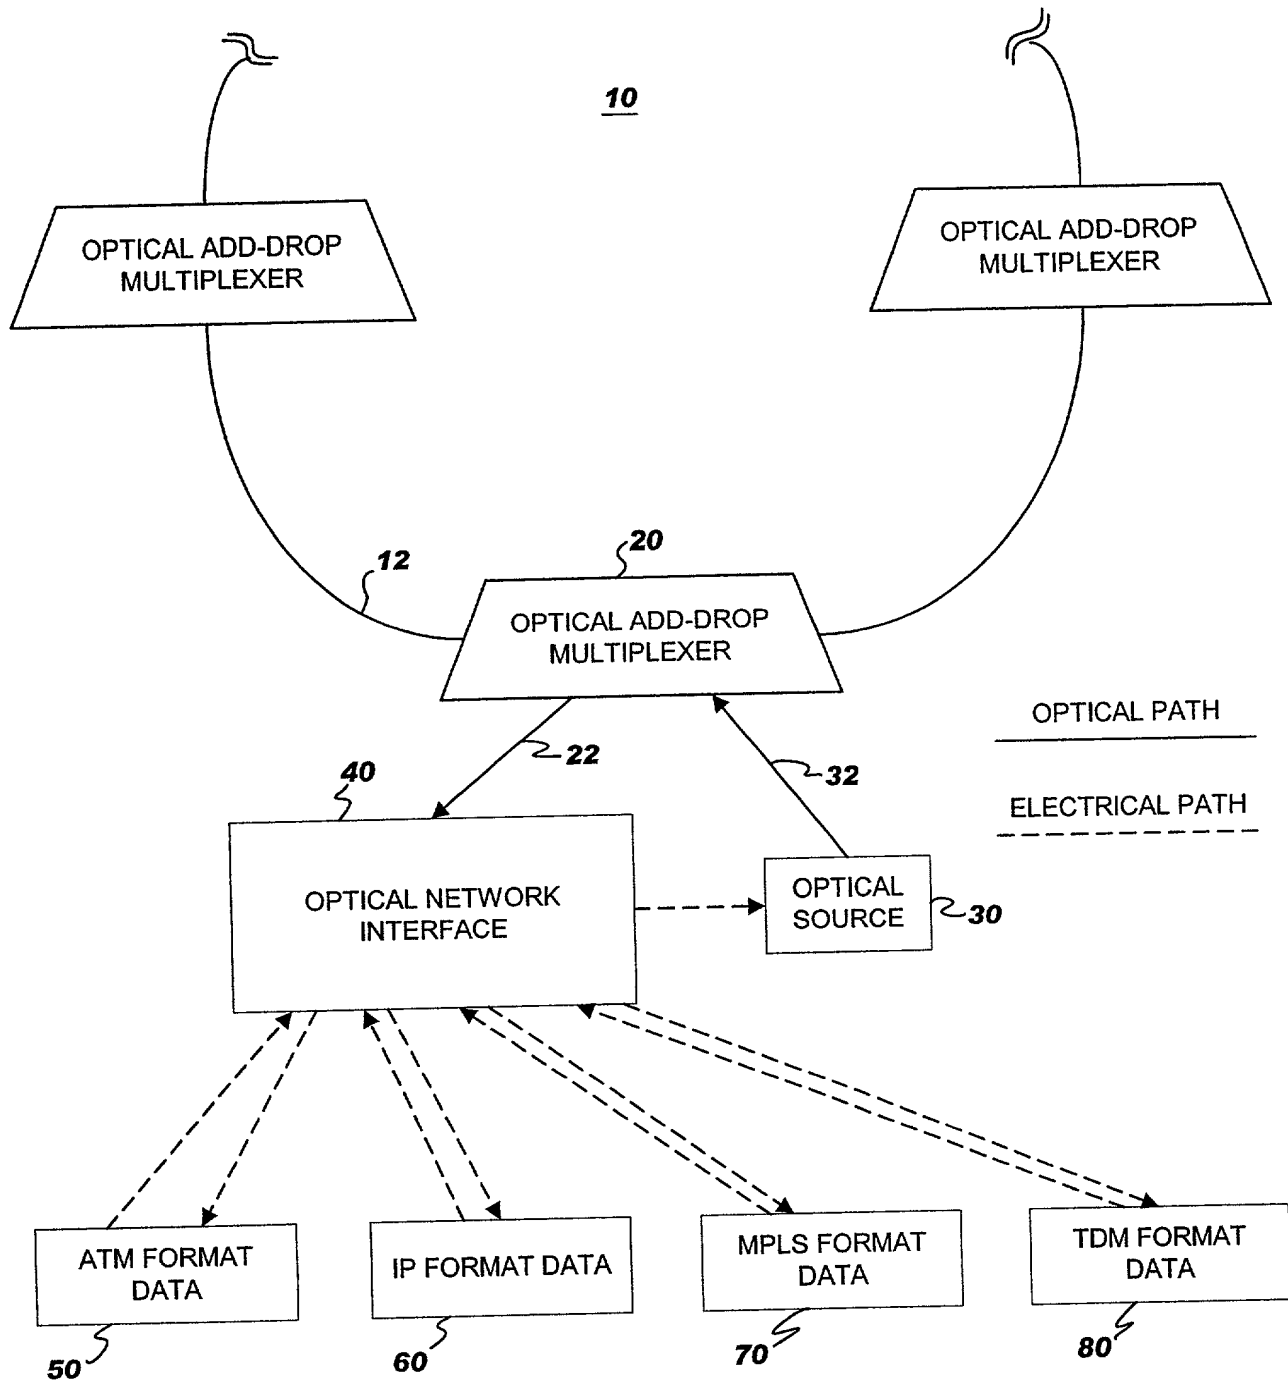 10
OPTICAL ADD-DROP
MULTIPLEXER
OPTICAL ADD-DROP
MULTIPLEXER
12
20
OPTICAL ADD-DROP
MULTIPLEXER
22
32
OPTICAL PATH
ELECTRICAL PATH
40
OPTICAL NETWORK
INTERFACE
OPTICAL
SOURCE
30
ATM FORMAT
DATA
IP FORMAT DATA
MPLS FORMAT
DATA
TDM FORMAT
DATA
50
60
70
80